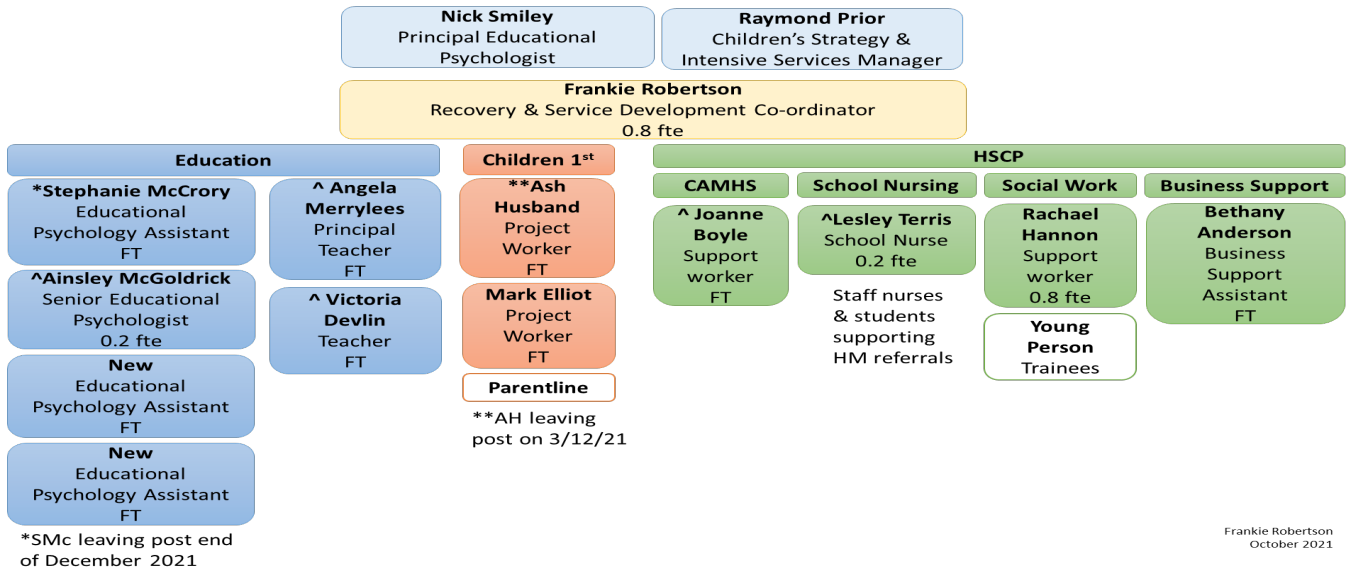 Nick Smiley
Principal Educational
Psychologist
Raymond Prior
Children's Strategy &
Intensive Services Manager
Frankie Robertson
Recovery & Service Development Co-ordinator
0.8 fte
Education
*Stephanie McCrory
Educational
Psychology Assistant
FT
^Ainsley McGoldrick
Senior Educational
Psychologist
0.2 fte
New
Educational
Psychology Assistant
FT
New
Educational
Psychology Assistant
FT
*SMc leaving post end
of December 2021
^ Angela
Merrylees
Principal
Teacher
FT
^ Victoria
Devlin
Teacher
FT
Children 1st
**Ash
Husband
Project
Worker
FT
Mark Elliot
Project
Worker
FT
Parentline
**AH leaving
post on 3/12/21
HSCP
CAMHS
^ Joanne
Boyle
Support
worker
FT
School Nursing
^Lesley Terris
School Nurse
0.2 fte
Staff nurses
& students
supporting
HM referrals
Social Work
Rachael
Hannon
Support
worker
0.8 fte
Young
Person
Trainees
Business Support
Bethany
Anderson
Business
Support
Assistant
FT
Frankie Robertson
October 2021